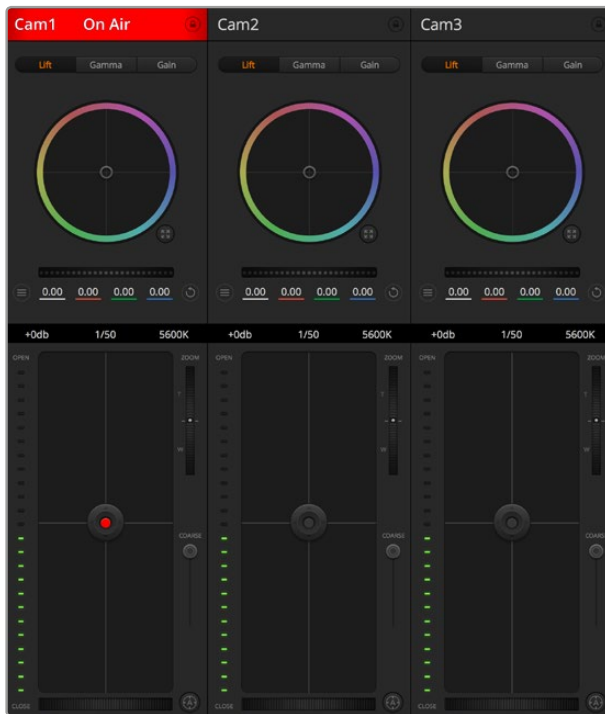 Cam1 On Air Cam2 Cam3
Lift Gamma Gain Lift Gamma Gain Lift Gamma Gain
0.00 0.00 0.00 0.00 0.00 0.00 0.00 0.00 0.00 0.00 0.00 0.00
+0db 1/50 5600K +0db 1/50 5600K +0db 1/50 5600K
OPEN ZOOM OPEN ZOOM OPEN ZOOM
T T T
W W W
COARSE COARSE COARSE
CLOSE A CLOSE A CLOSE A